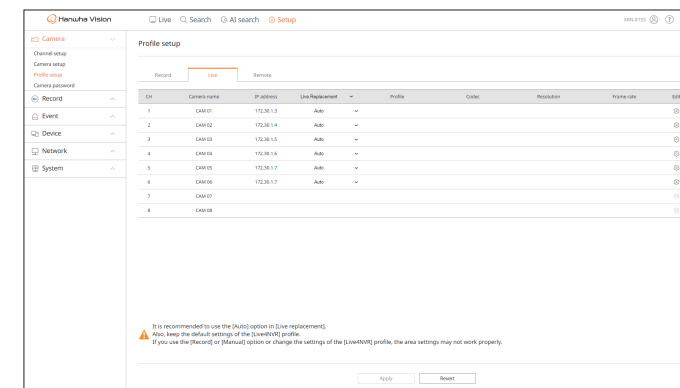 Hanwha Vision Live Search AI search Setup XRN-815S
Camera
Channel setup
Camera setup
Profile setup
Camera password
Record
Event
Device
Network
System
Profile setup
Record Live Remote
CH Camera name IP address Live Replacement Profile Codec Resolution Frame rate Edit
1 CAM 01 172.30.1.3 Auto
2 CAM 02 172.30.1.4 Auto
3 CAM 03 172.30.1.5 Auto
4 CAM 04 172.30.1.6 Auto
5 CAM 05 172.30.1.7 Auto
6 CAM 06 172.30.1.7 Auto
7 CAM 07
8 CAM 08
It is recommended to use the [Auto] option in [Live replacement].
Also, keep the default settings of the [Live4NVR] profile.
If you use the [Record] or [Manual] option or change the settings of the [Live4NVR] profile, the area settings may not work properly.
Apply Revert